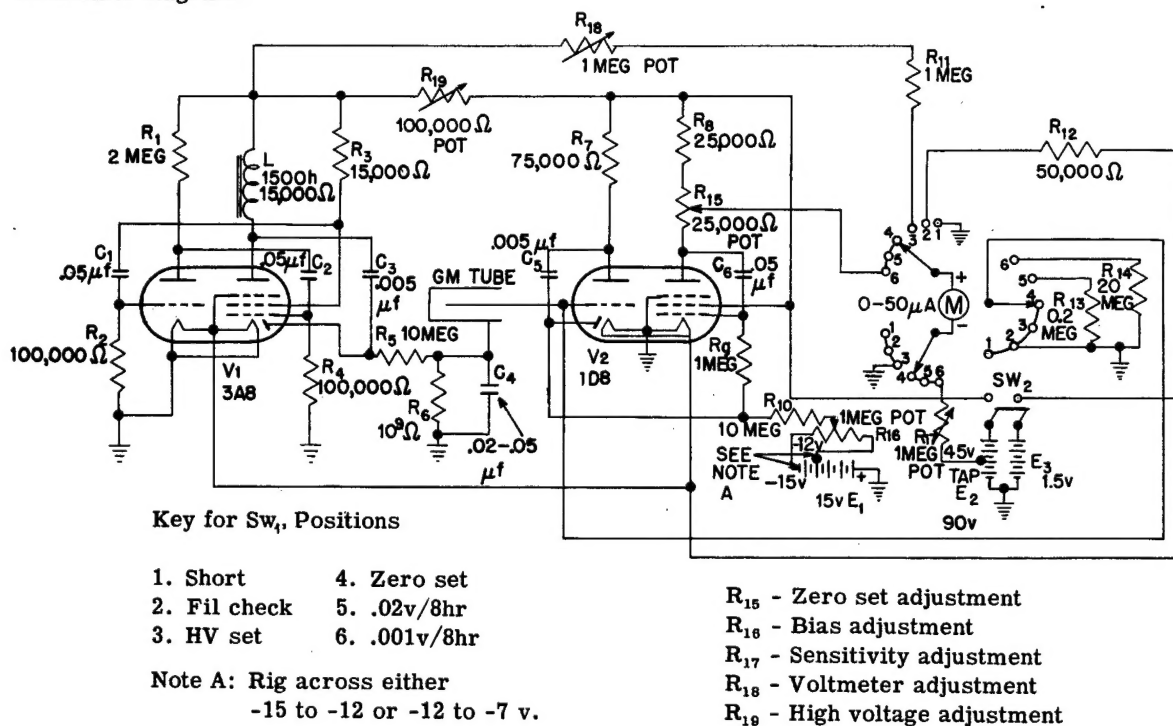 R18
1 MEG POT
R19
100,000Ω
POT
R11
1 MEG
R12
50,000Ω
R1
2 MEG
L
1500h
15,000Ω
R3
15,000Ω
R7
75,000Ω
R8
25,000Ω
R15
25,000Ω
POT
C1
.05μf
.05μf
C2
C3
.005
μf
.005 μf
C5
C6
.05
μf
GM TUBE
R2
100,000Ω
V1
3A8
R4
100,000Ω
R5
10MEG
R6
10⁹Ω
C4
.02-.05
μf
V2
1D8
R9
1MEG
R10
10 MEG
1MEG POT
R16
-12v
SEE
NOTE
A
-15v
15v E1
+
4
5
6
3
2
1
+
0-50μA
M
-
1
2
3
4
5
6
6
5
4
3
2
1
R14
20
MEG
R13
0.2
MEG
SW2
R17
1MEG
POT
45v
TAP
E2
90v
E3
1.5v
Key for Sw1, Positions
1. Short
2. Fil check
3. HV set
4. Zero set
5. .02v/8hr
6. .001v/8hr
Note A: Rig across either
-15 to -12 or -12 to -7 v.
R15 - Zero set adjustment
R16 - Bias adjustment
R17 - Sensitivity adjustment
R18 - Voltmeter adjustment
R19 - High voltage adjustment